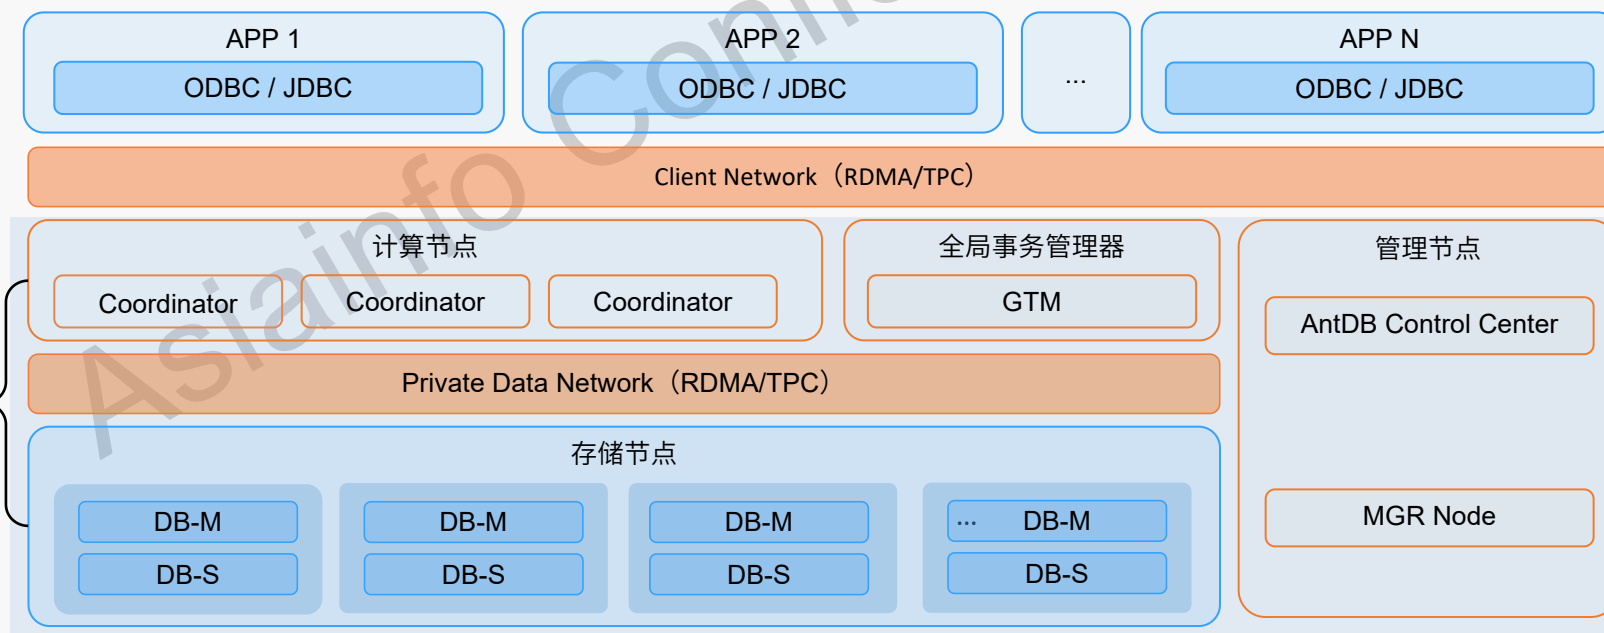 APP 1
APP 2
APP N
ODBC / JDBC
ODBC / JDBC
...
ODBC / JDBC
Client Network（RDMA/TPC）
计算节点
全局事务管理器
管理节点
Coordinator
Coordinator
Coordinator
GTM
AntDB Control Center
Private Data Network（RDMA/TPC）
存储节点
DB-M
DB-M
DB-M
... DB-M
MGR Node
DB-S
DB-S
DB-S
DB-S
Asiainfo